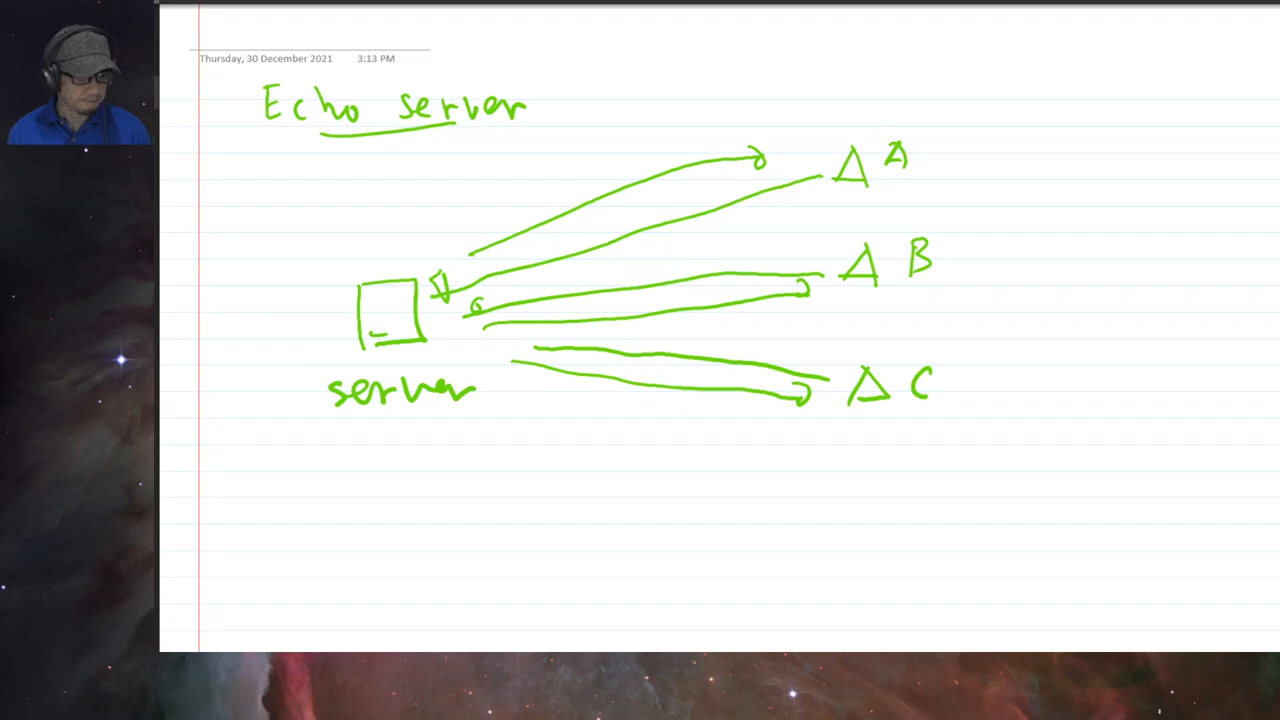 Thursday, 30 December 2021 3:13 PM
Echo server
Δ A
Δ B
server
Δ C